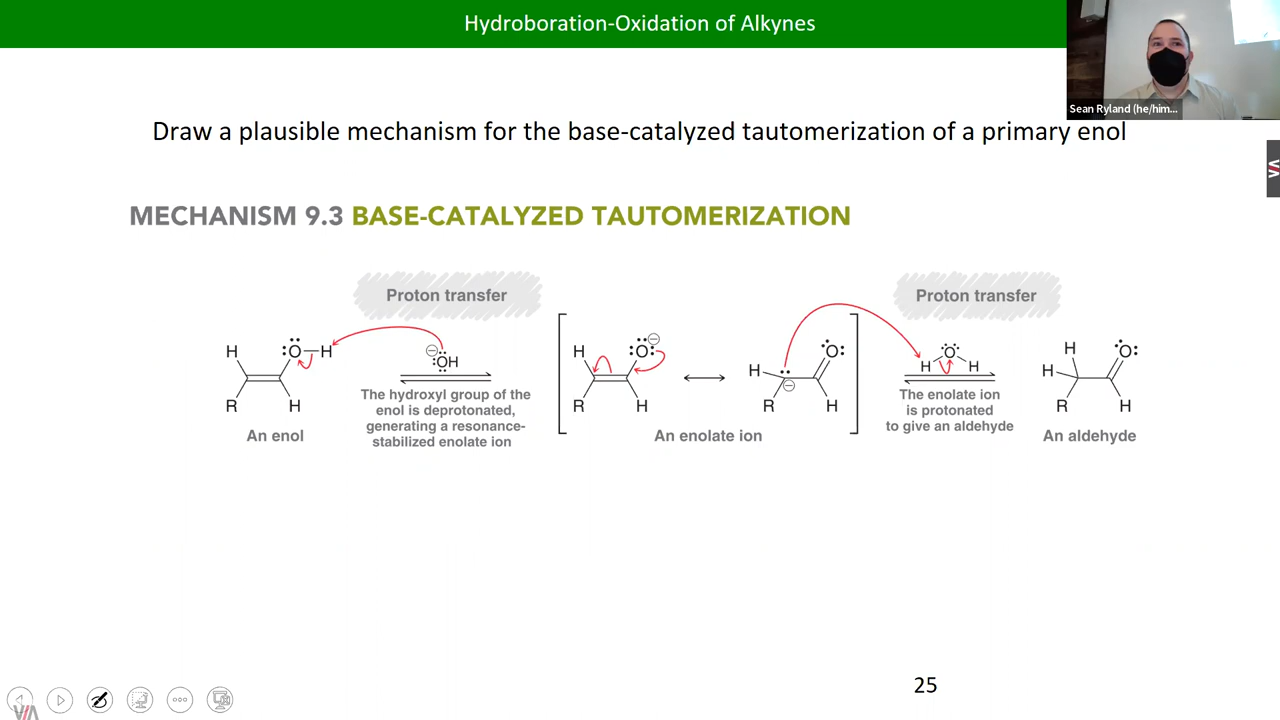 Hydroboration-Oxidation of Alkynes
Sean Ryland (he/him...
Draw a plausible mechanism for the base-catalyzed tautomerization of a primary enol
MECHANISM 9.3 BASE-CATALYZED TAUTOMERIZATION
Proton transfer
Proton transfer
H O H
R H
An enol
⊖ OH
The hydroxyl group of the
enol is deprotonated,
generating a resonance-
stabilized enolate ion
H O ⊖
R H
H ⊖ O
R H
An enolate ion
H O H
The enolate ion
is protonated
to give an aldehyde
H H O
R H
An aldehyde
25